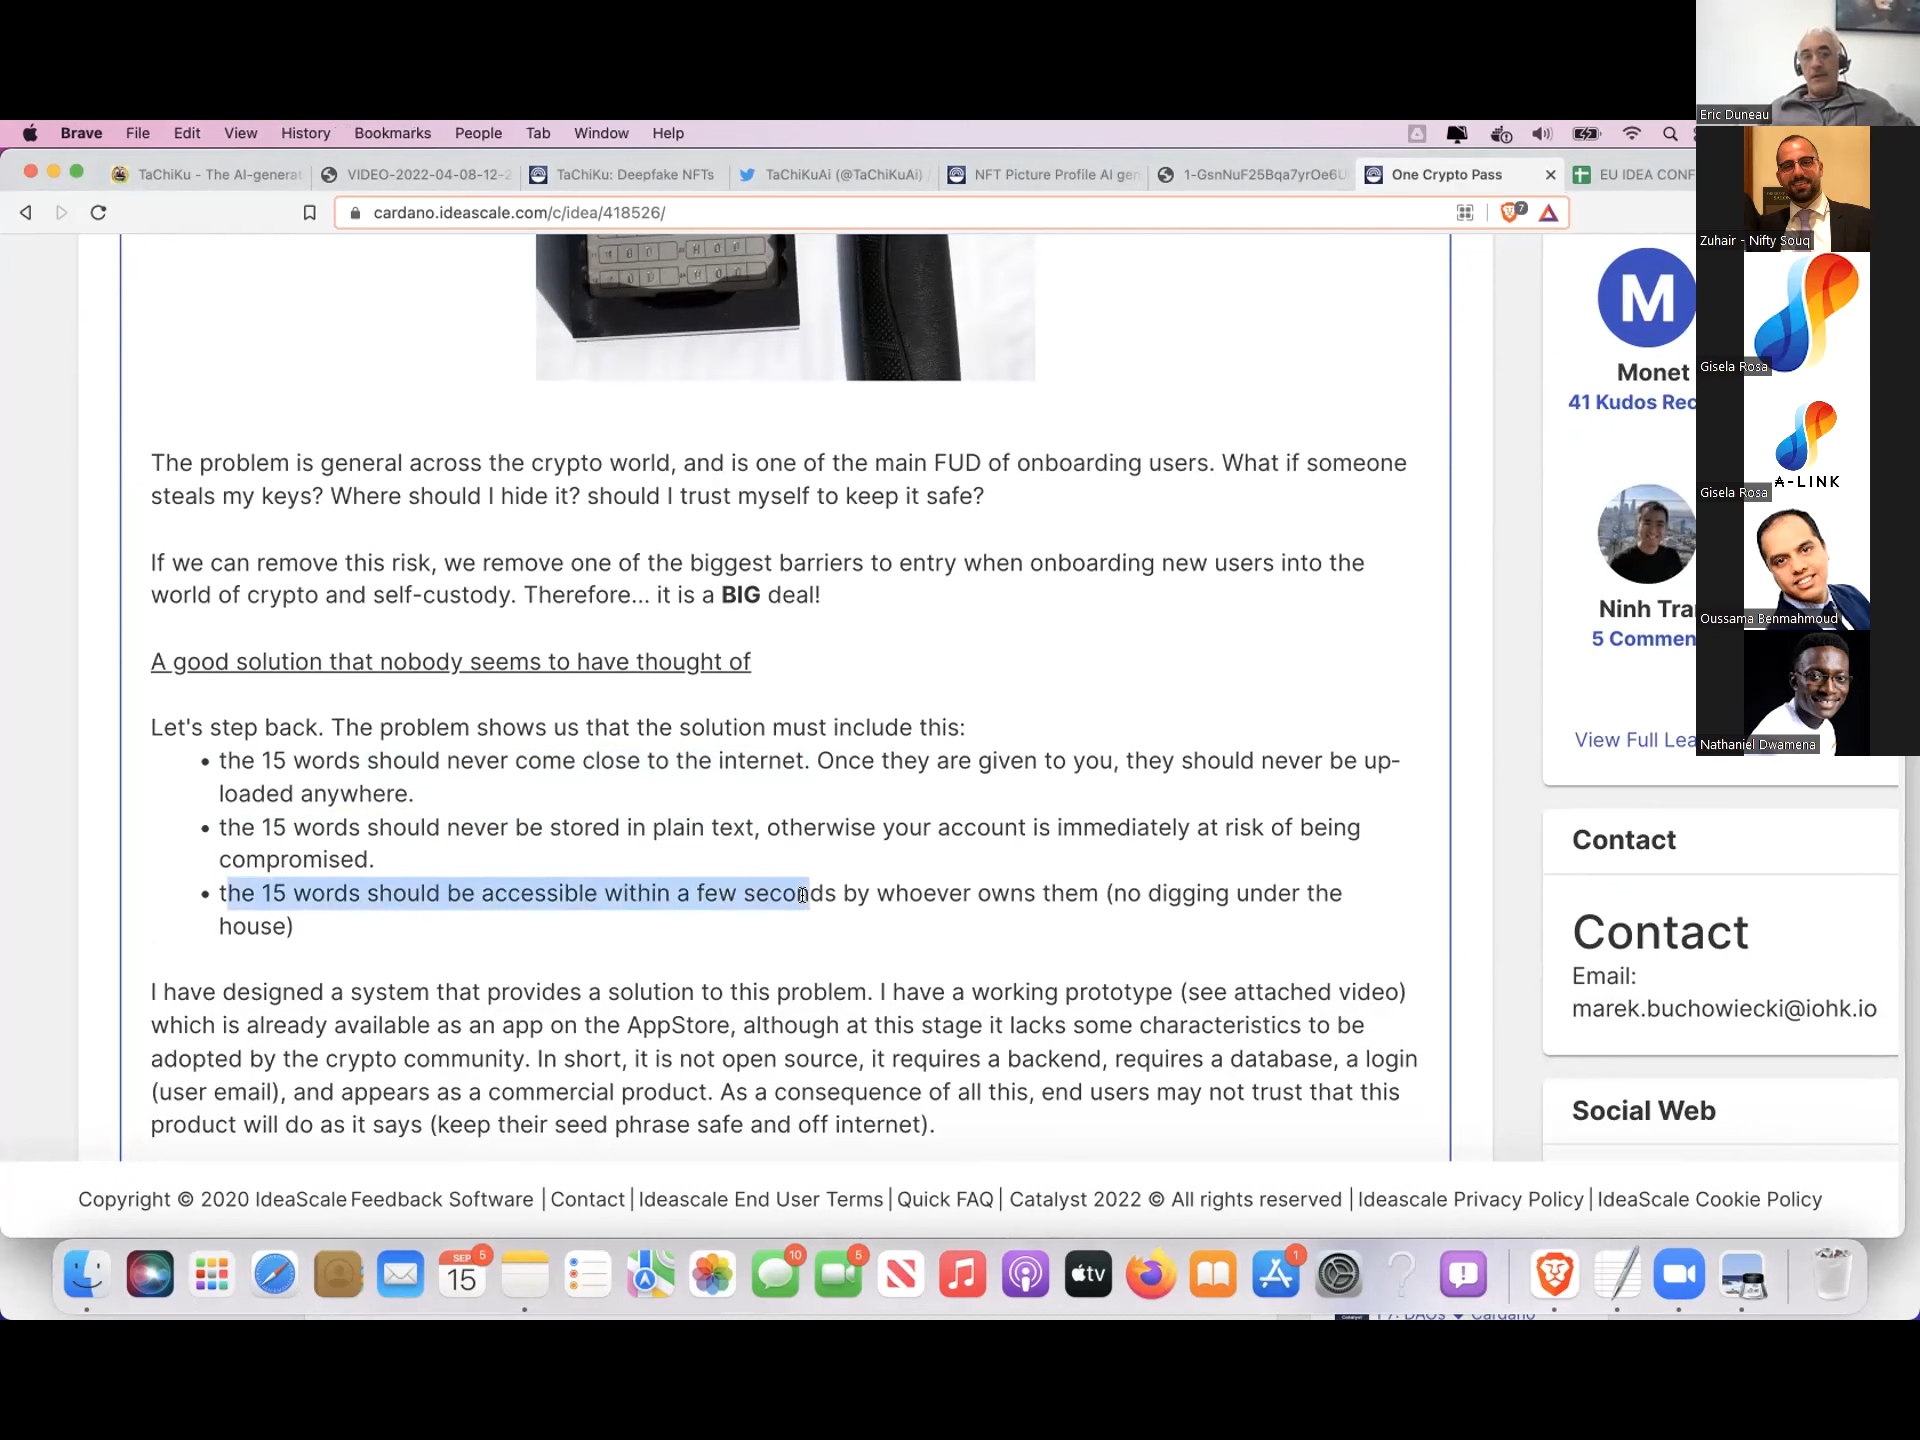 Eric Duneau
Brave File Edit View History Bookmarks People Tab Window Help
TaChiKu - The AI-generat
VIDEO-2022-04-08-12-2
TaChiKu: Deepfake NFTs
TaChiKuAi (@TaChiKuAi)
NFT Picture Profile AI gen
1-GsnNuF25Bqa7yrOe6U
One Crypto Pass
EU IDEA CONF
cardano.ideascale.com/c/idea/418526/
7
Zuhair - Nifty Souq
M
Monet
41 Kudos Rec
Gisela Rosa
The problem is general across the crypto world, and is one of the main FUD of onboarding users. What if someone
steals my keys? Where should I hide it? should I trust myself to keep it safe?
₳-LINK
Gisela Rosa
If we can remove this risk, we remove one of the biggest barriers to entry when onboarding new users into the
world of crypto and self-custody. Therefore... it is a BIG deal!
Ninh Tra
5 Commen
Oussama Benmahmoud
A good solution that nobody seems to have thought of
Let's step back. The problem shows us that the solution must include this:
View Full Lea
Nathaniel Dwamena
• the 15 words should never come close to the internet. Once they are given to you, they should never be up-
loaded anywhere.
• the 15 words should never be stored in plain text, otherwise your account is immediately at risk of being
compromised.
• the 15 words should be accessible within a few seconds by whoever owns them (no digging under the
house)
Contact
Contact
Email:
marek.buchowiecki@iohk.io
I have designed a system that provides a solution to this problem. I have a working prototype (see attached video)
which is already available as an app on the AppStore, although at this stage it lacks some characteristics to be
adopted by the crypto community. In short, it is not open source, it requires a backend, requires a database, a login
(user email), and appears as a commercial product. As a consequence of all this, end users may not trust that this
product will do as it says (keep their seed phrase safe and off internet).
Social Web
Copyright © 2020 IdeaScale Feedback Software | Contact | Ideascale End User Terms | Quick FAQ | Catalyst 2022 © All rights reserved | Ideascale Privacy Policy | IdeaScale Cookie Policy
SEP
15
5
10
5
tv
1